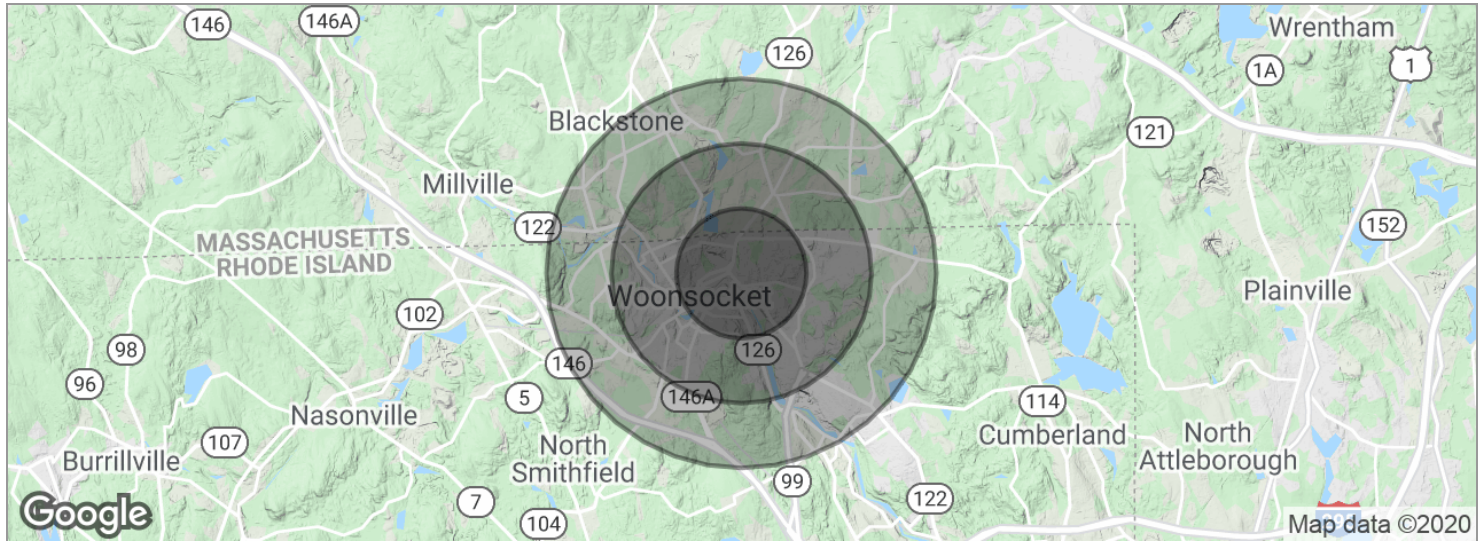 146
146A
126
Wrentham
1A
1
Blackstone
121
Millville
122
152
MASSACHUSETTS
RHODE ISLAND
Woonsocket
Plainville
102
98
126
146
96
5
146A
114
Nasonville
107
Cumberland
North
Attleborough
North
Smithfield
Burrillville
99
7
122
104
Google
Map data ©2020